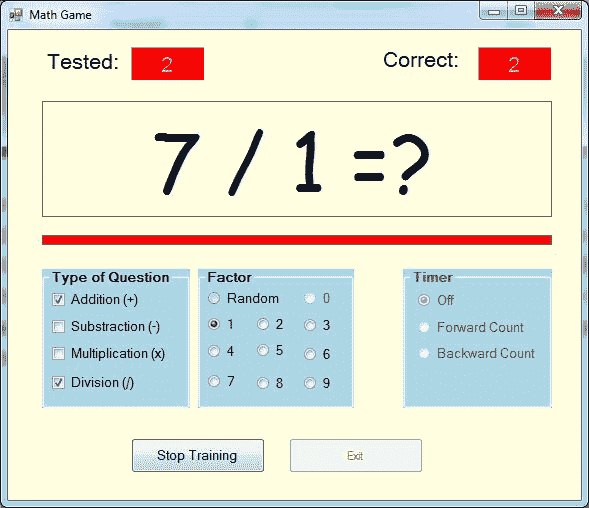 Math Game
Tested: 2 Correct: 2
7 / 1 =?
Type of Question
Addition (+)
Substraction (-)
Multiplication (x)
Division (/)
Factor
Random 0
1 2 3
4 5 6
7 8 9
Timer
Off
Forward Count
Backward Count
Stop Training Exit